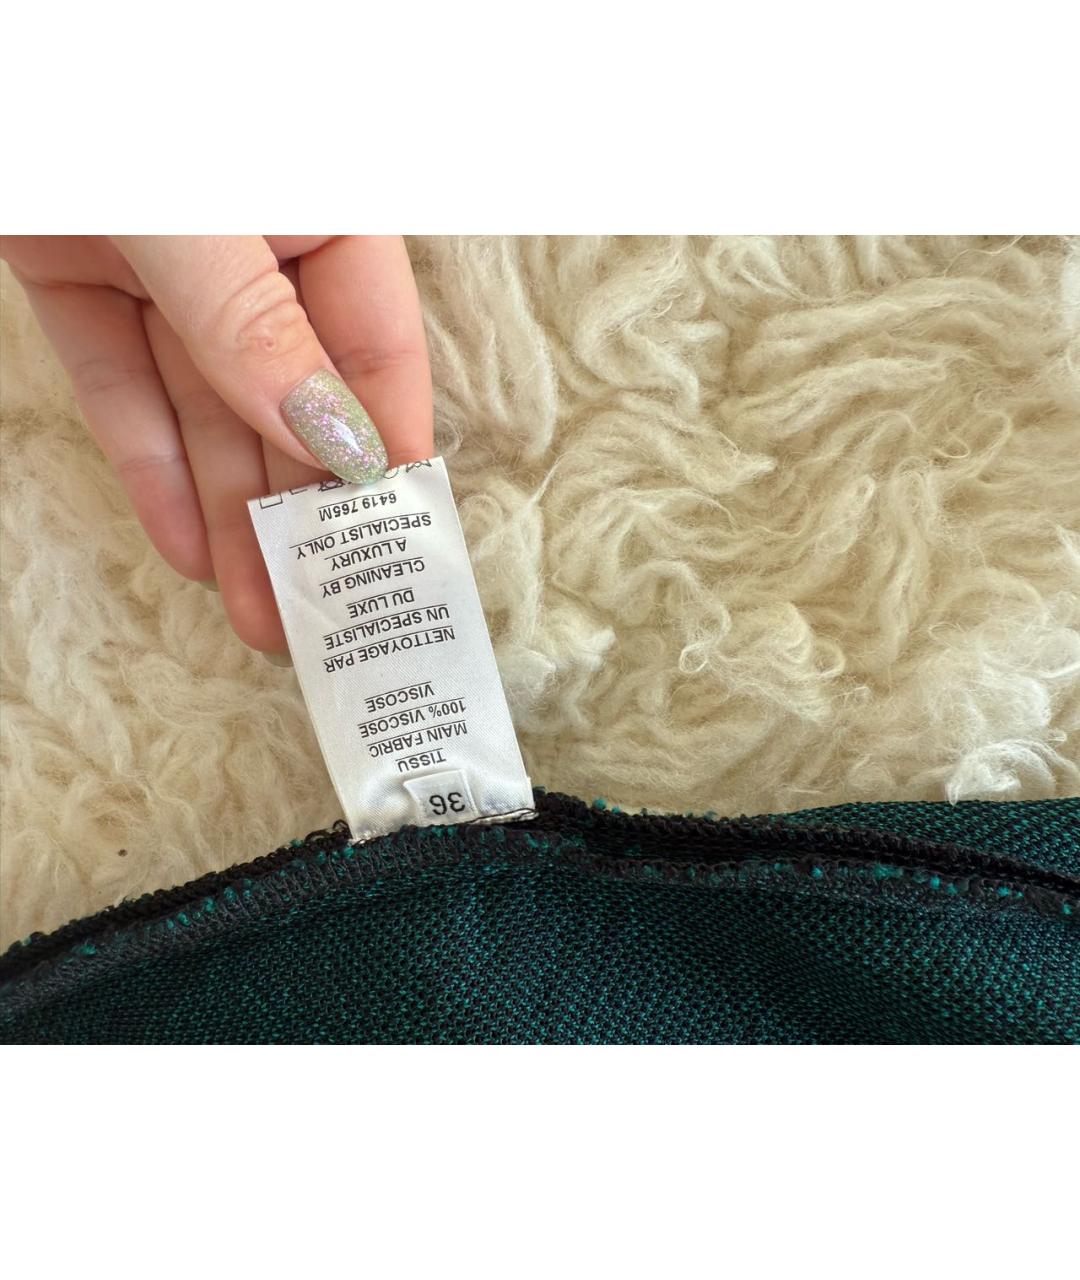 36
TISSU
MAIN FABRIC
100% VISCOSE
VISCOSE
NETTOYAGE PAR
UN SPECIALISTE
DU LUXE
CLEANING BY
A LUXURY
SPECIALIST ONLY
6419 765M